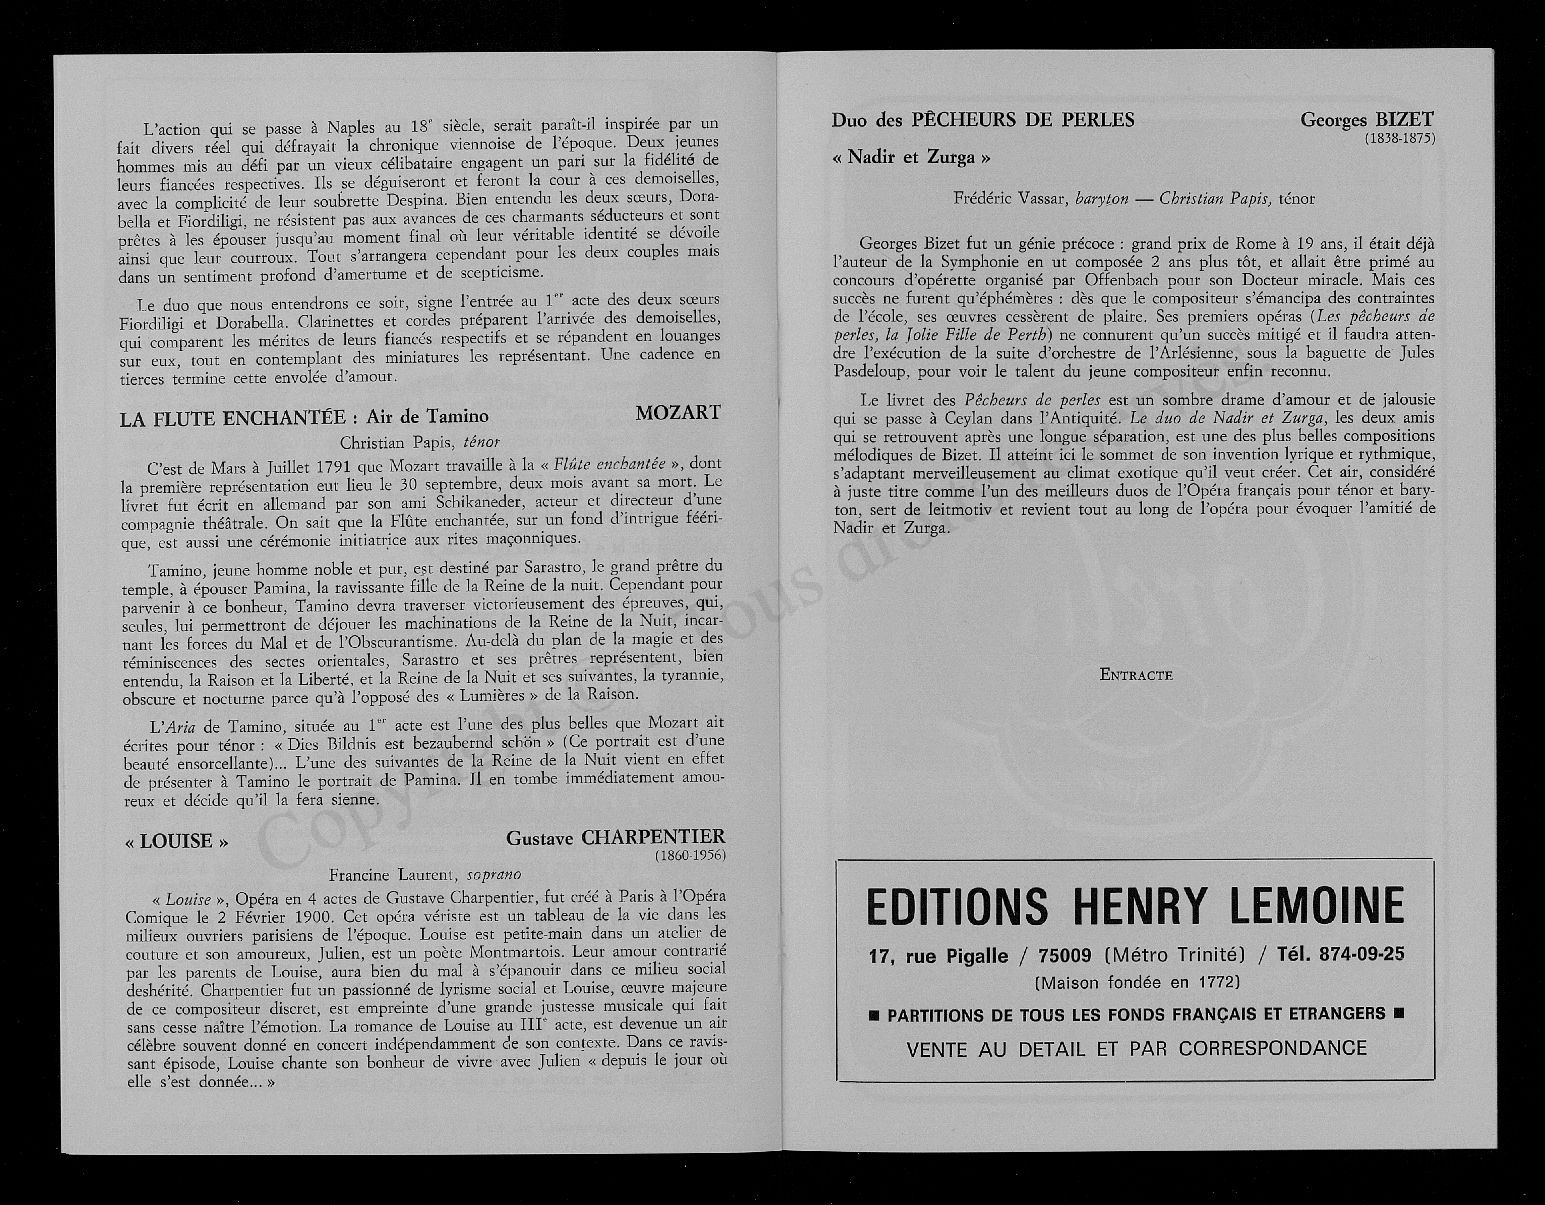 L'action qui se passe à Naples au 18e siècle, serait paraît-il inspirée par un
fait divers réel qui défrayait la chronique viennoise de l'époque. Deux jeunes
hommes mis au défi par un vieux célibataire engagent un pari sur la fidélité de
leurs fiancées respectives. Ils se déguiseront et feront la cour à ces demoiselles,
avec la complicité de leur soubrette Despina. Bien entendu les deux sœurs, Dora-
bella et Fiordiligi, ne résistent pas aux avances de ces charmants séducteurs et sont
prêtes à les épouser jusqu'au moment final où leur véritable identité se dévoile
ainsi que leur courroux. Tout s'arrangera cependant pour les deux couples mais
dans un sentiment profond d'amertume et de scepticisme.
Le duo que nous entendrons ce soir, signe l'entrée au 1er acte des deux sœurs
Fiordiligi et Dorabella. Clarinettes et cordes préparent l'arrivée des demoiselles,
qui comparent les mérites de leurs fiancés respectifs et se répandent en louanges
sur eux, tout en contemplant des miniatures les représentant. Une cadence en
tierces termine cette envolée d'amour.
LA FLUTE ENCHANTÉE : Air de Tamino MOZART
Christian Papis, ténor
C'est de Mars à Juillet 1791 que Mozart travaille à la « Flûte enchantée », dont
la première représentation eut lieu le 30 septembre, deux mois avant sa mort. Le
livret fut écrit en allemand par son ami Schikaneder, acteur et directeur d'une
compagnie théâtrale. On sait que la Flûte enchantée, sur un fond d'intrigue fééri-
que, est aussi une cérémonie initiatrice aux rites maçonniques.
Tamino, jeune homme noble et pur, est destiné par Sarastro, le grand prêtre du
temple, à épouser Pamina, la ravissante fille de la Reine de la nuit. Cependant pour
parvenir à ce bonheur, Tamino devra traverser victorieusement des épreuves, qui,
seules, lui permettront de déjouer les machinations de la Reine de la Nuit, incar-
nant les forces du Mal et de l'Obscurantisme. Au-delà du plan de la magie et des
réminiscences des sectes orientales, Sarastro et ses prêtres représentent, bien
entendu, la Raison et la Liberté, et la Reine de la Nuit et ses suivantes, la tyrannie,
obscure et nocturne parce qu'à l'opposé des « Lumières » de la Raison.
L'Aria de Tamino, située au 1er acte est l'une des plus belles que Mozart ait
écrites pour ténor : « Dies Bildnis est bezaubernd schön » (Ce portrait est d'une
beauté ensorcellante)... L'une des suivantes de la Reine de la Nuit vient en effet
de présenter à Tamino le portrait de Pamina. Il en tombe immédiatement amou-
reux et décide qu'il la fera sienne.
« LOUISE » Gustave CHARPENTIER
(1860-1956)
Francine Laurent, soprano
« Louise », Opéra en 4 actes de Gustave Charpentier, fut créé à Paris à l'Opéra
Comique le 2 Février 1900. Cet opéra vériste est un tableau de la vie dans les
milieux ouvriers parisiens de l'époque. Louise est petite-main dans un atelier de
couture et son amoureux, Julien, est un poète Montmartois. Leur amour contrarié
par les parents de Louise, aura bien du mal à s'épanouir dans ce milieu social
deshérité. Charpentier fut un passionné de lyrisme social et Louise, œuvre majeure
de ce compositeur discret, est empreinte d'une grande justesse musicale qui fait
sans cesse naître l'émotion. La romance de Louise au IIIe acte, est devenue un air
célèbre souvent donné en concert indépendamment de son contexte. Dans ce ravis-
sant épisode, Louise chante son bonheur de vivre avec Julien « depuis le jour où
elle s'est donnée... »
Duo des PÊCHEURS DE PERLES Georges BIZET
(1838-1875)
« Nadir et Zurga »
Frédéric Vassar, baryton — Christian Papis, ténor
Georges Bizet fut un génie précoce : grand prix de Rome à 19 ans, il était déjà
l'auteur de la Symphonie en ut composée 2 ans plus tôt, et allait être primé au
concours d'opérette organisé par Offenbach pour son Docteur miracle. Mais ces
succès ne furent qu'éphémères : dès que le compositeur s'émancipa des contraintes
de l'école, ses œuvres cessèrent de plaire. Ses premiers opéras (Les pêcheurs de
perles, la Jolie Fille de Perth) ne connurent qu'un succès mitigé et il faudra atten-
dre l'exécution de la suite d'orchestre de l'Arlésienne, sous la baguette de Jules
Pasdeloup, pour voir le talent du jeune compositeur enfin reconnu.
Le livret des Pêcheurs de perles est un sombre drame d'amour et de jalousie
qui se passe à Ceylan dans l'Antiquité. Le duo de Nadir et Zurga, les deux amis
qui se retrouvent après une longue séparation, est une des plus belles compositions
mélodiques de Bizet. Il atteint ici le sommet de son invention lyrique et rythmique,
s'adaptant merveilleusement au climat exotique qu'il veut créer. Cet air, considéré
à juste titre comme l'un des meilleurs duos de l'Opéra français pour ténor et bary-
ton, sert de leitmotiv et revient tout au long de l'opéra pour évoquer l'amitié de
Nadir et Zurga.
ENTRACTE
EDITIONS HENRY LEMOINE
17, rue Pigalle / 75009 (Métro Trinité) / Tél. 874-09-25
(Maison fondée en 1772)
■ PARTITIONS DE TOUS LES FONDS FRANÇAIS ET ETRANGERS ■
VENTE AU DETAIL ET PAR CORRESPONDANCE